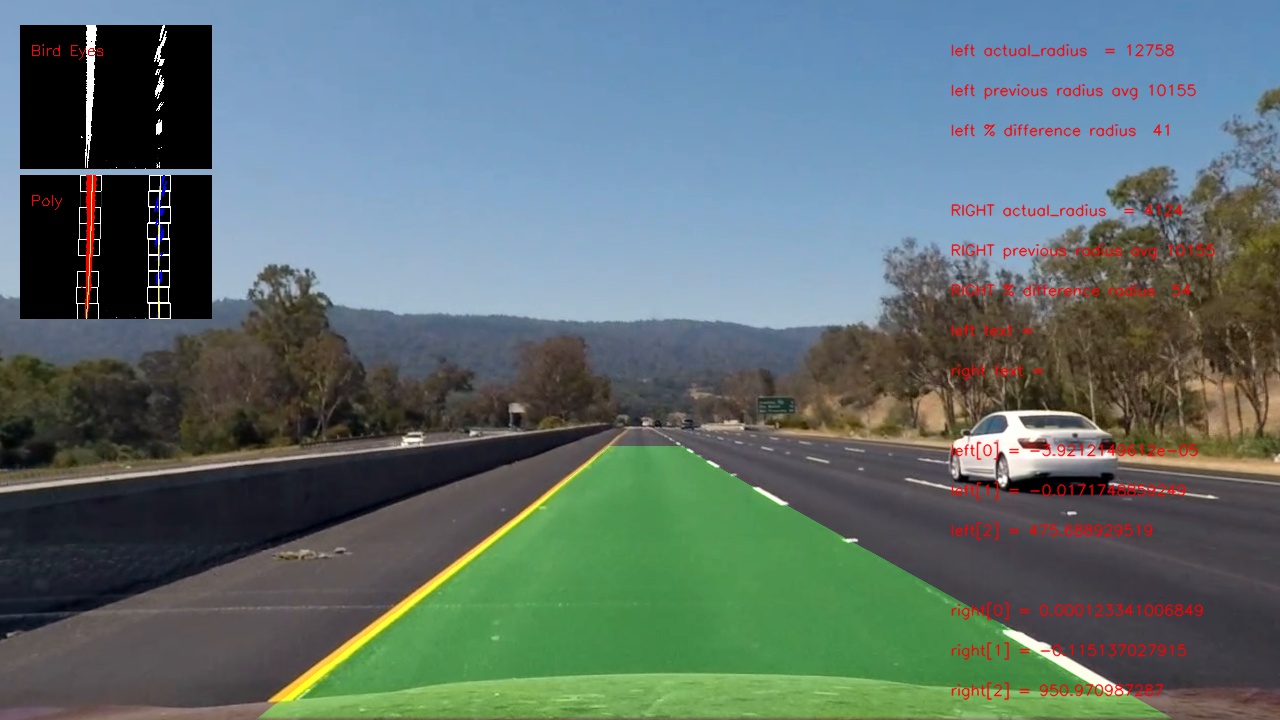 Bird Eyes
Poly
left actual_radius = 12758
left previous radius avg 10155
left % difference radius 41
RIGHT actual_radius = 4124
RIGHT previous radius avg 10155
RIGHT % difference radius 54
left text =
right text =
left[0] = -3.9212149612e-05
left[1] = -0.0171748859249
left[2] = 475.688929519
right[0] = 0.000123341006849
right[1] = -0.115137027915
right[2] = 950.970987287